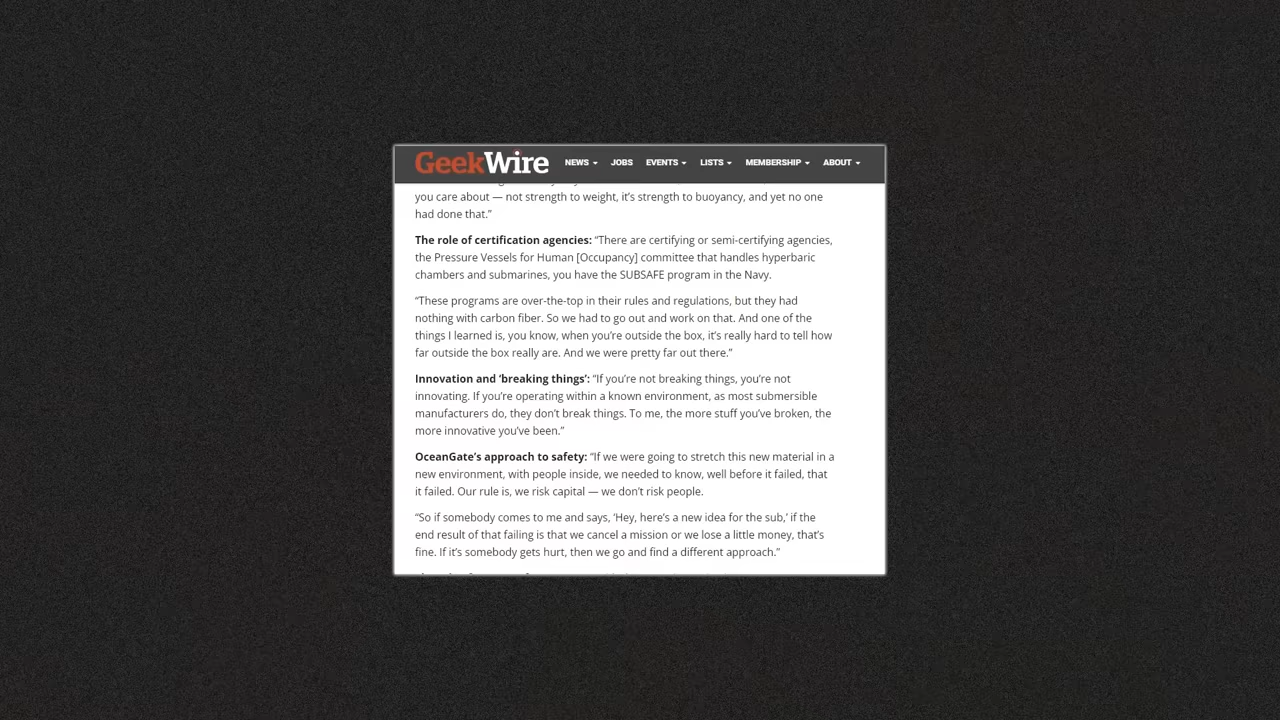 GeekWire NEWS JOBS EVENTS LISTS MEMBERSHIP ABOUT
you care about — not strength to weight, it’s strength to buoyancy, and yet no one
had done that.”
The role of certification agencies: “There are certifying or semi-certifying agencies,
the Pressure Vessels for Human [Occupancy] committee that handles hyperbaric
chambers and submarines, you have the SUBSAFE program in the Navy.
“These programs are over-the-top in their rules and regulations, but they had
nothing with carbon fiber. So we had to go out and work on that. And one of the
things I learned is, you know, when you’re outside the box, it’s really hard to tell how
far outside the box really are. And we were pretty far out there.”
Innovation and ‘breaking things’: “If you’re not breaking things, you’re not
innovating. If you’re operating within a known environment, as most submersible
manufacturers do, they don’t break things. To me, the more stuff you’ve broken, the
more innovative you’ve been.”
OceanGate’s approach to safety: “If we were going to stretch this new material in a
new environment, with people inside, we needed to know, well before it failed, that
it failed. Our rule is, we risk capital — we don’t risk people.
“So if somebody comes to me and says, ‘Hey, here’s a new idea for the sub,’ if the
end result of that failing is that we cancel a mission or we lose a little money, that’s
fine. If it’s somebody gets hurt, then we go and find a different approach.”